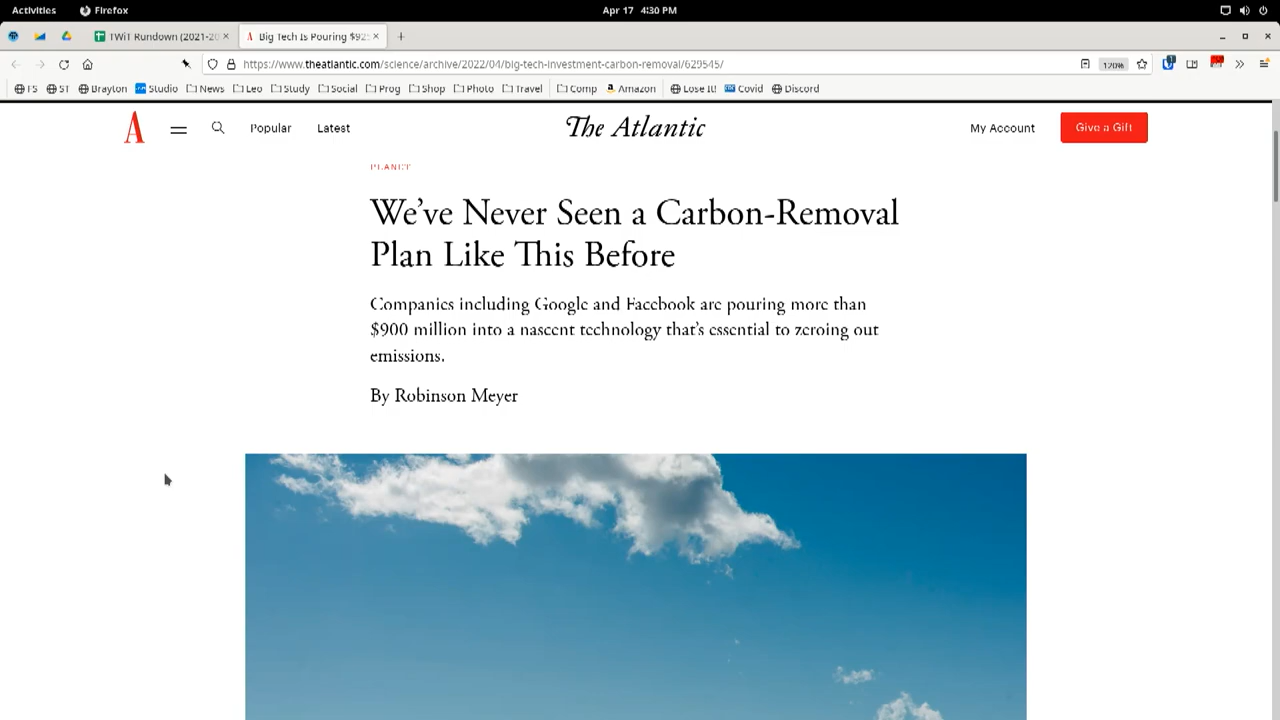 Activities Firefox Apr 17 4:30 PM
TWiT Rundown (2021-20 Big Tech Is Pouring $925
https://www.theatlantic.com/science/archive/2022/04/big-tech-investment-carbon-removal/629545/ 120%
FS ST Brayton Studio News Leo Study Social Prog Shop Photo Travel Comp Amazon Lose It! Covid Discord
A Popular Latest The Atlantic My Account Give a Gift
PLANET
We’ve Never Seen a Carbon-Removal
Plan Like This Before
Companies including Google and Facebook are pouring more than
$900 million into a nascent technology that’s essential to zeroing out
emissions.
By Robinson Meyer